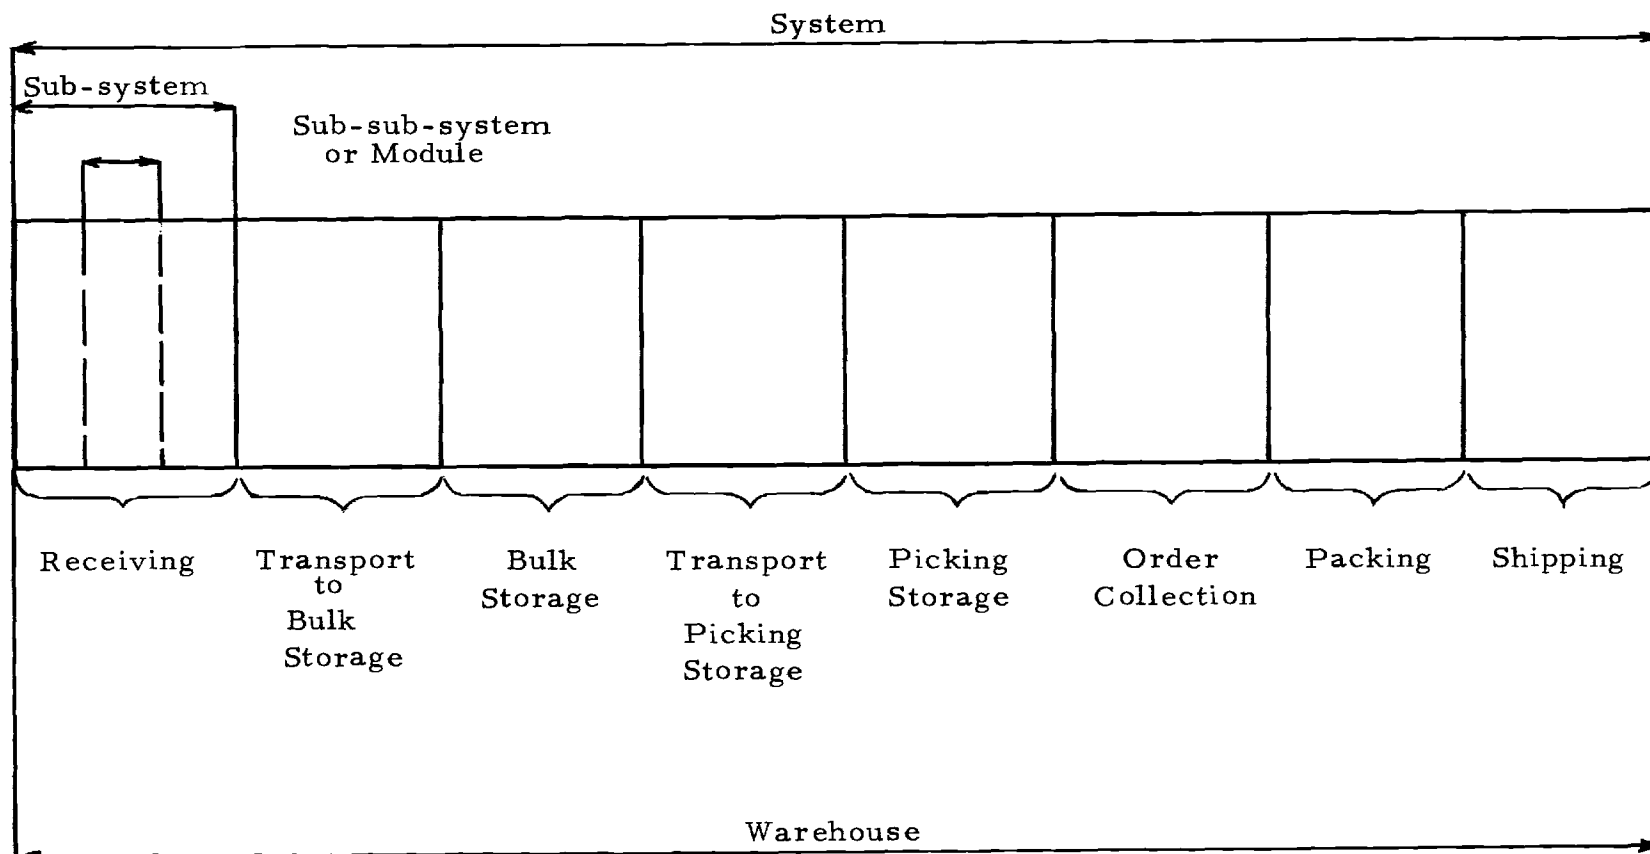 System
Sub-system
Sub-sub-system
or Module
Receiving
Transport
to
Bulk
Storage
Bulk
Storage
Transport
to
Picking
Storage
Picking
Storage
Order
Collection
Packing
Shipping
Warehouse